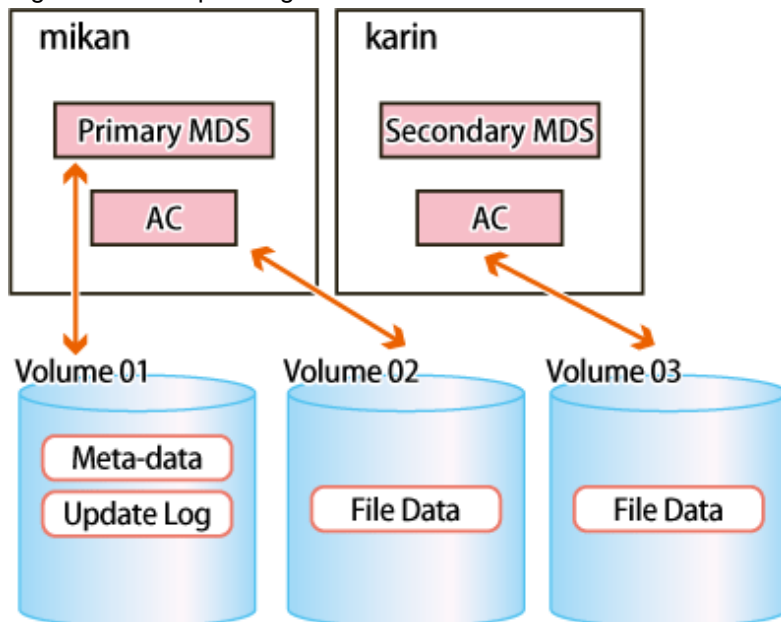 mikan
karin
Primary MDS
Secondary MDS
AC
AC
Volume 01
Volume 02
Volume 03
Meta-data
Update Log
File Data
File Data